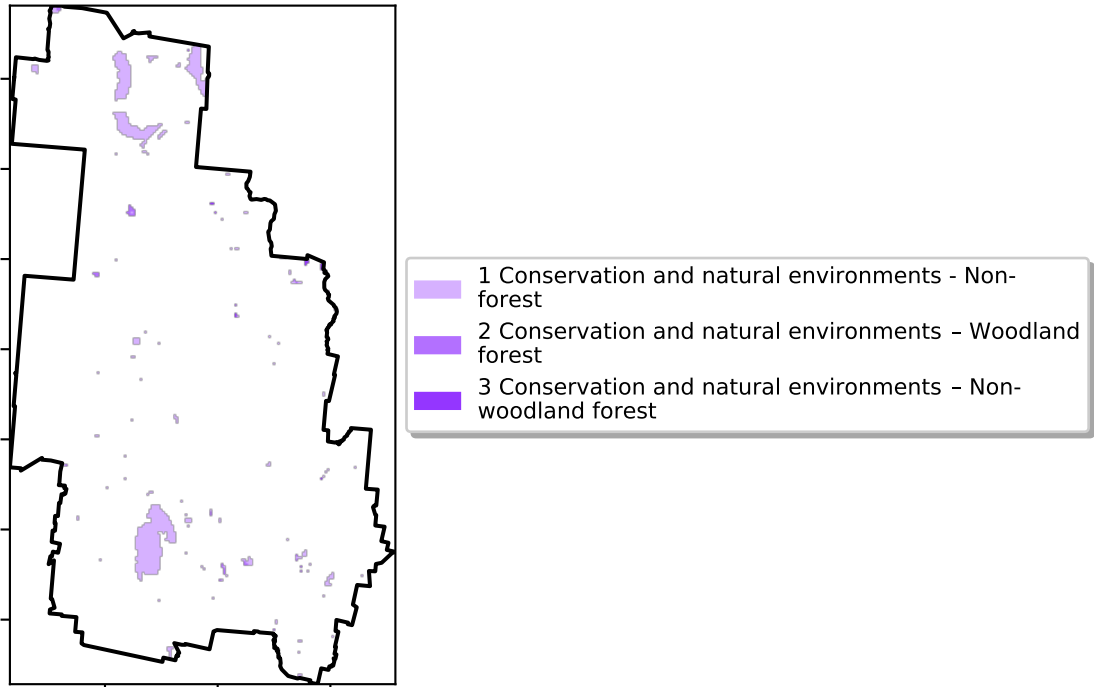 1 Conservation and natural environments - Non-
forest
2 Conservation and natural environments – Woodland
forest
3 Conservation and natural environments – Non-
woodland forest